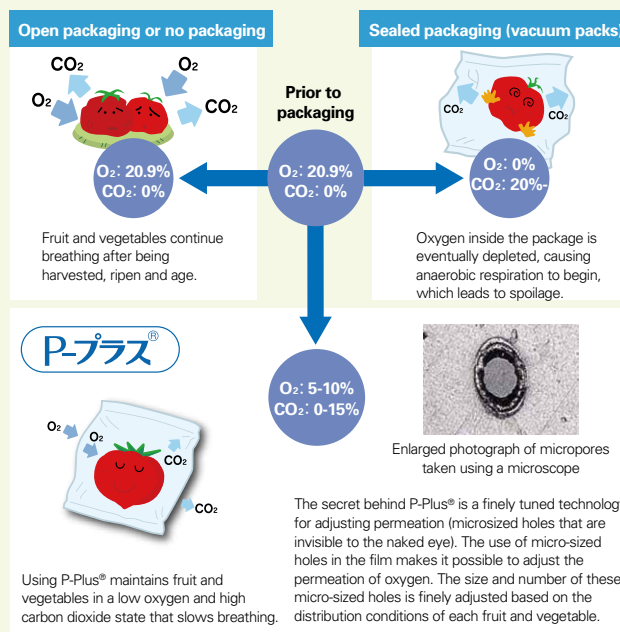 Open packaging or no packaging
Sealed packaging (vacuum packs)
CO₂
O₂
O₂
CO₂
Prior to
packaging
CO₂
CO₂
O₂: 20.9%
CO₂: 0%
O₂: 20.9%
CO₂: 0%
O₂: 0%
CO₂: 20%-
Fruit and vegetables continue
breathing after being
harvested, ripen and age.
Oxygen inside the package is
eventually depleted, causing
anaerobic respiration to begin,
which leads to spoilage.
P-プラス®
O₂: 5-10%
CO₂: 0-15%
O₂
O₂
CO₂
CO₂
Enlarged photograph of micropores
taken using a microscope
Using P-Plus® maintains fruit and
vegetables in a low oxygen and high
carbon dioxide state that slows breathing.
The secret behind P-Plus® is a finely tuned technology
for adjusting permeation (microsized holes that are
invisible to the naked eye). The use of micro-sized
holes in the film makes it possible to adjust the
permeation of oxygen. The size and number of these
micro-sized holes is finely adjusted based on the
distribution conditions of each fruit and vegetable.